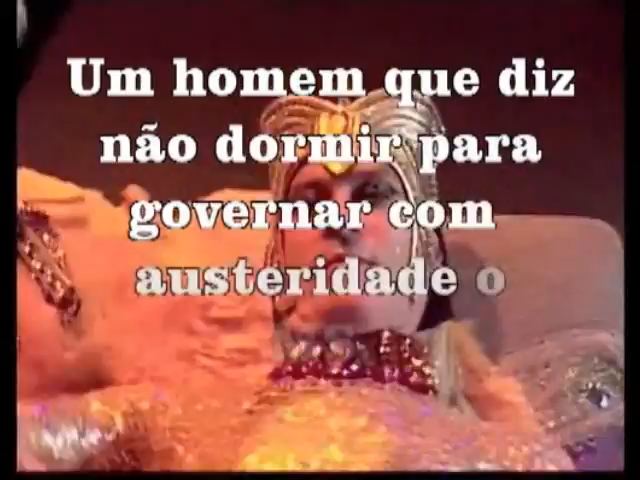 Um homem que diz
não dormir para
governar com
austeridade o